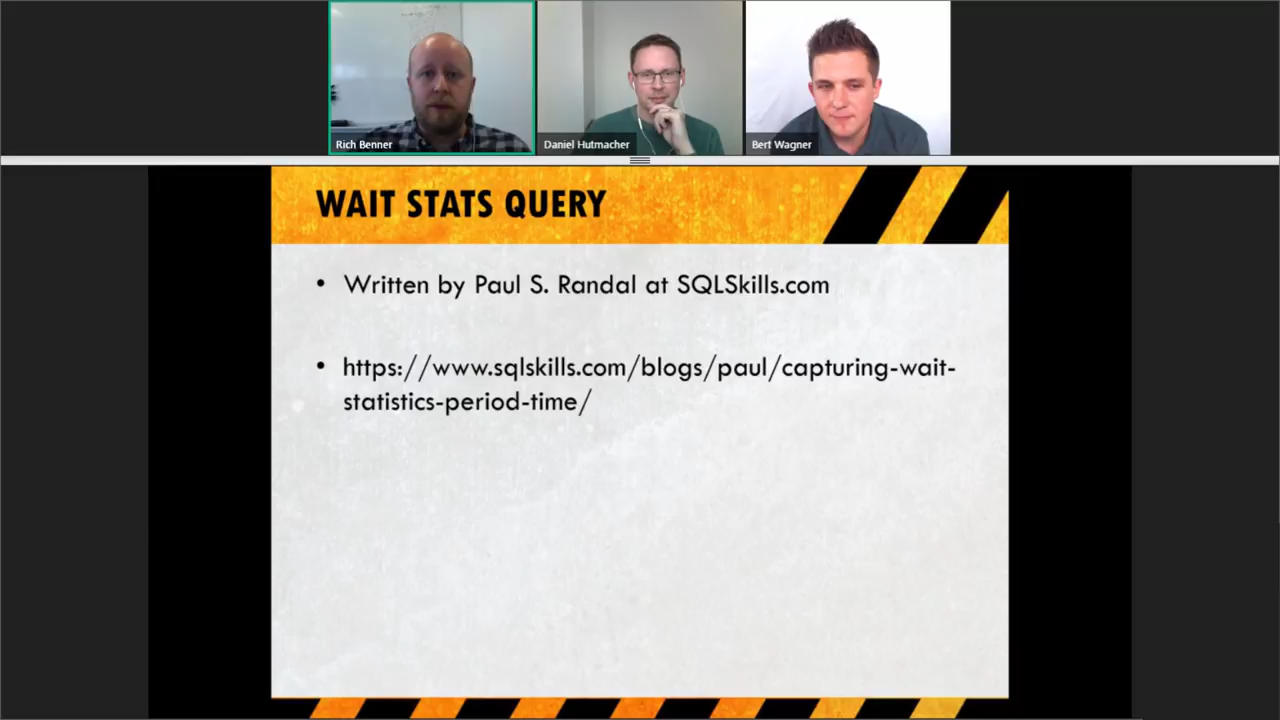 Rich Benner
Daniel Hutmacher
Bert Wagner
WAIT STATS QUERY
• Written by Paul S. Randal at SQLSkills.com
• https://www.sqlskills.com/blogs/paul/capturing-wait-
statistics-period-time/